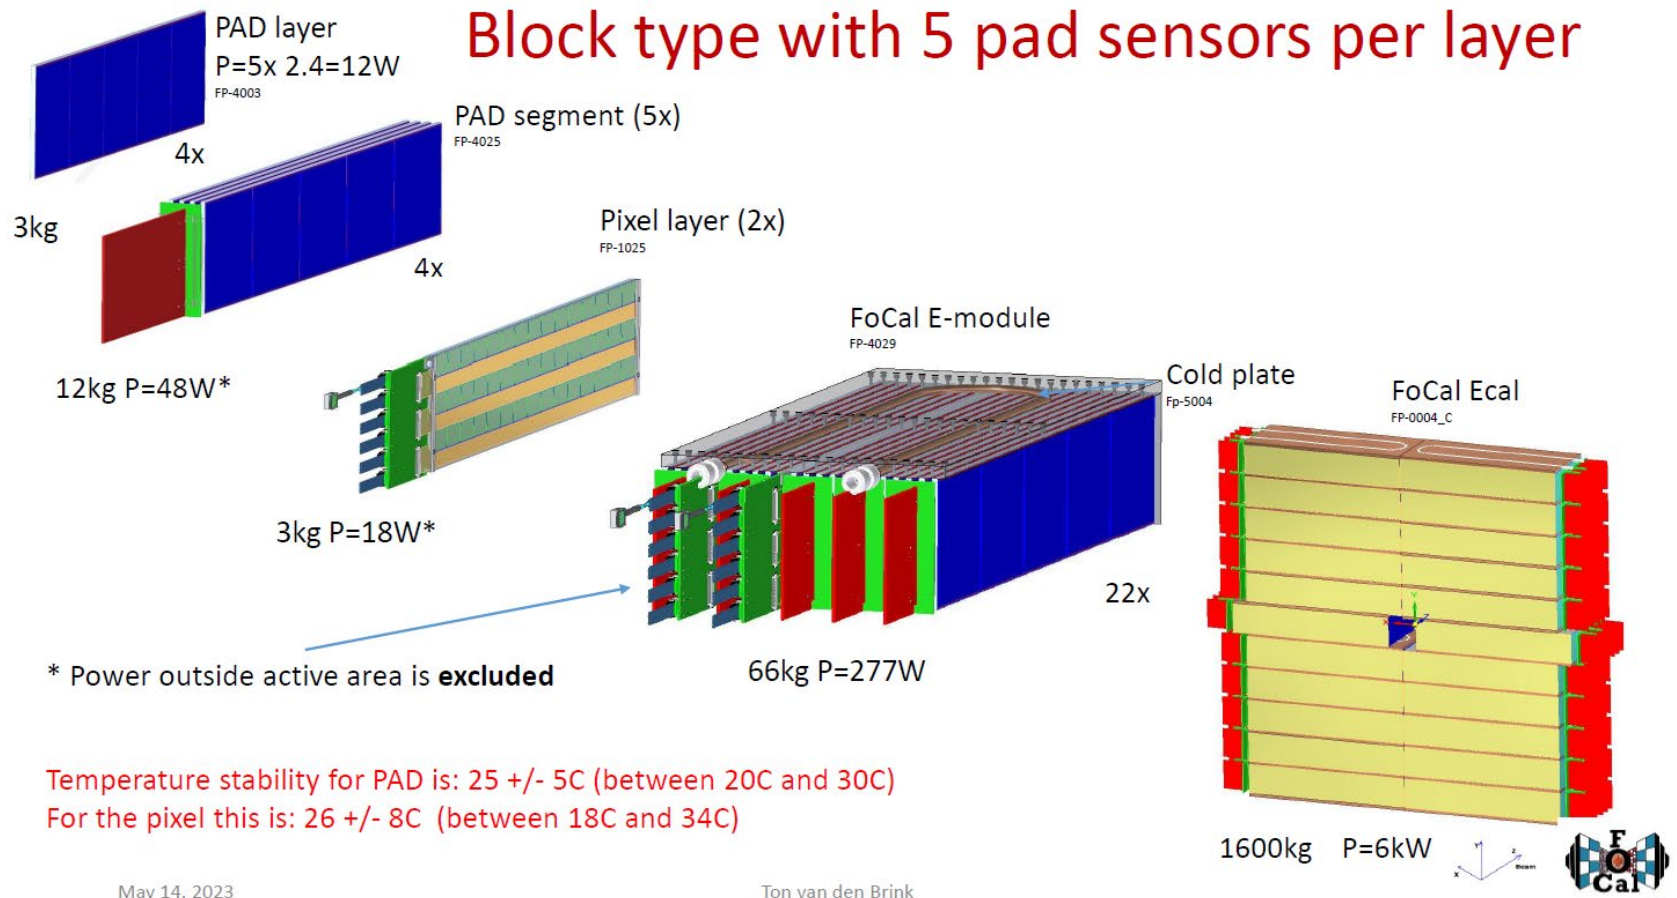 Block type with 5 pad sensors per layer
PAD layer
P=5x 2.4=12W
FP-4003
4x
3kg
PAD segment (5x)
FP-4025
4x
12kg P=48W*
Pixel layer (2x)
FP-1025
3kg P=18W*
FoCal E-module
FP-4029
Cold plate
Fp-5004
22x
66kg P=277W
FoCal Ecal
FP-0004_C
1600kg P=6kW
* Power outside active area is excluded
Temperature stability for PAD is: 25 +/- 5C (between 20C and 30C)
For the pixel this is: 26 +/- 8C (between 18C and 34C)
May 14, 2023
Ton van den Brink
Y
X
Z
Beam
FOCal